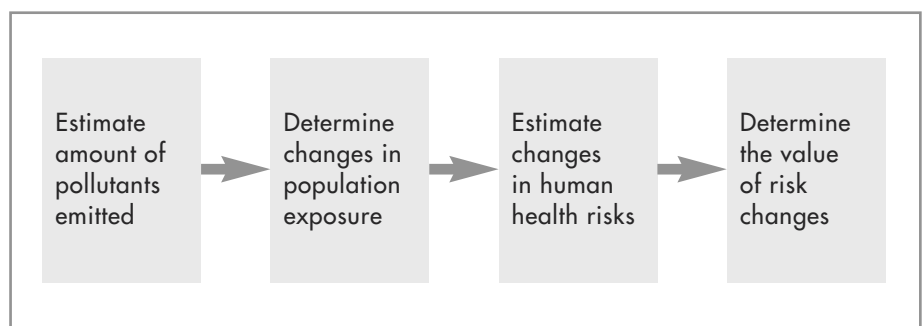 Estimate
amount of
pollutants
emitted
Determine
changes in
population
exposure
Estimate
changes
in human
health risks
Determine
the value
of risk
changes